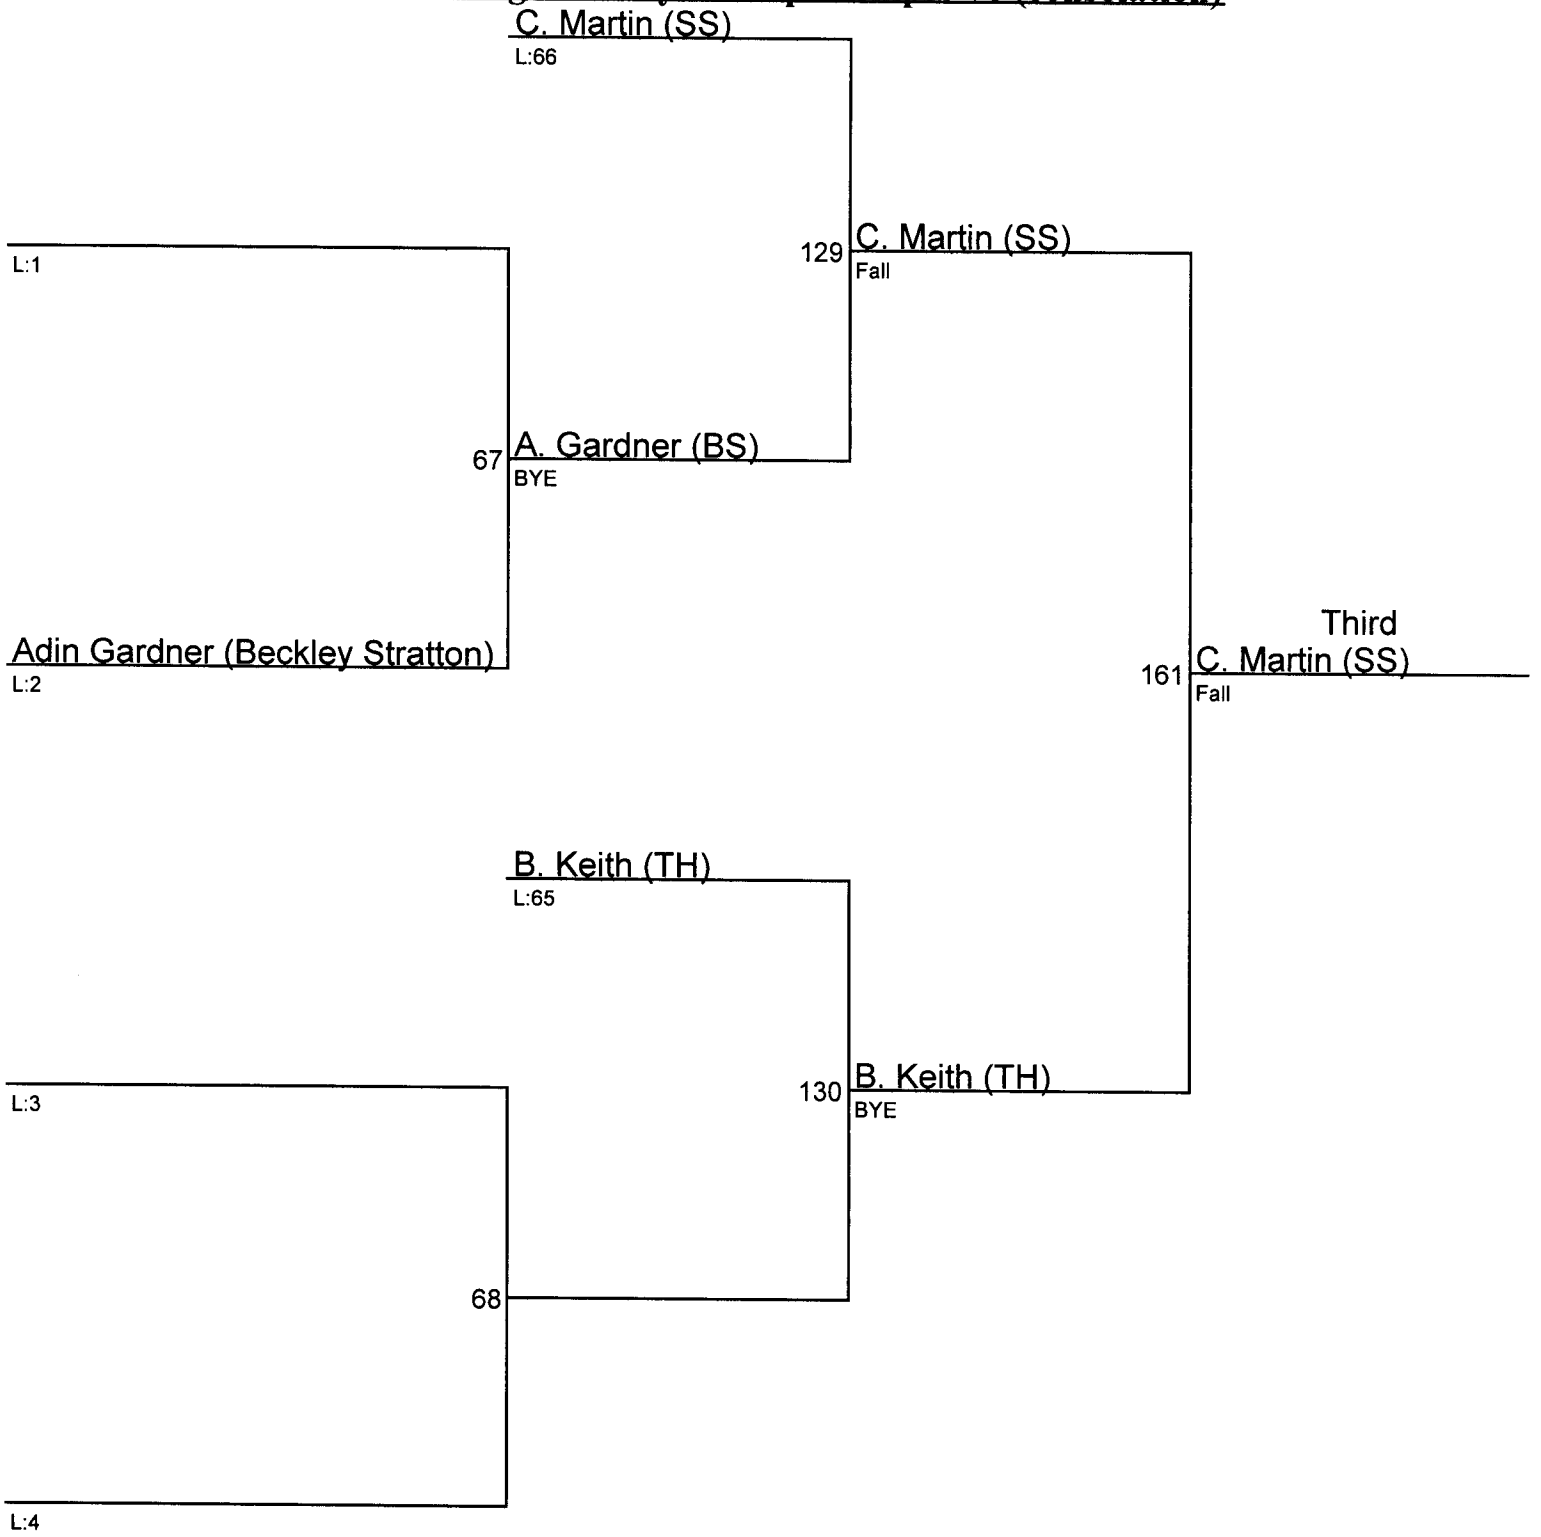 C. Martin (SS)
L:66
L:1
129
C. Martin (SS)
Fall
67
A. Gardner (BS)
BYE
Adin Gardner (Beckley Stratton)
L:2
Third
161
C. Martin (SS)
Fall
B. Keith (TH)
L:65
L:3
130
B. Keith (TH)
BYE
68
L:4